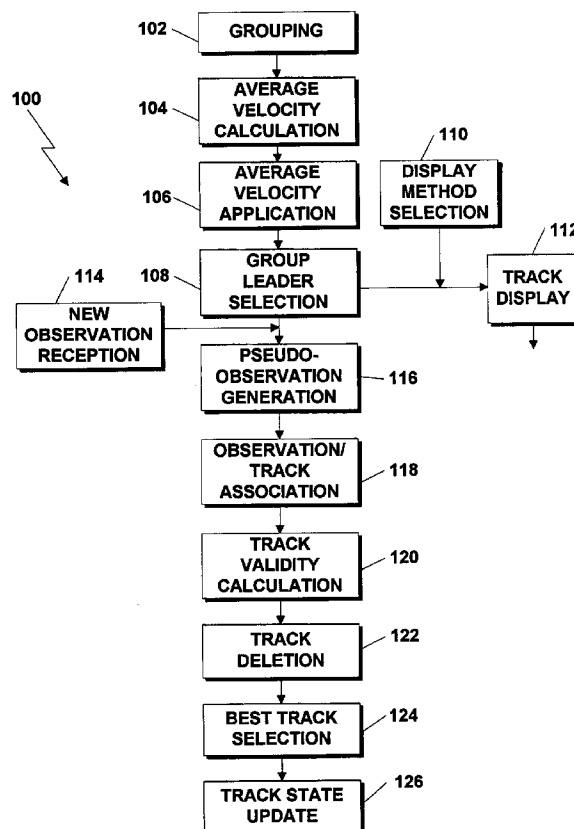 102
GROUPING
100
104
AVERAGE
VELOCITY
CALCULATION
110
DISPLAY
METHOD
SELECTION
106
AVERAGE
VELOCITY
APPLICATION
112
TRACK
DISPLAY
114
NEW
OBSERVATION
RECEPTION
108
GROUP
LEADER
SELECTION
PSEUDO-
OBSERVATION
GENERATION
116
OBSERVATION/
TRACK
ASSOCIATION
118
TRACK
VALIDITY
CALCULATION
120
TRACK
DELETION
122
BEST TRACK
SELECTION
124
TRACK STATE
UPDATE
126